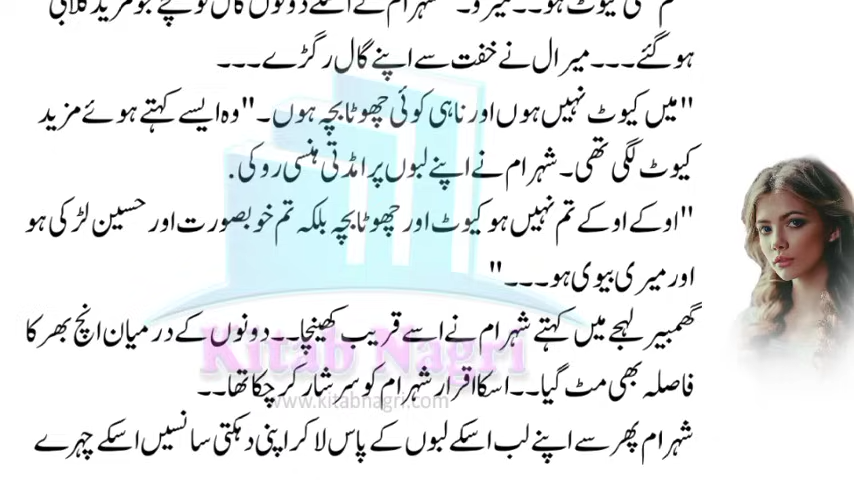 ہو گئے۔۔۔ میرال نے خفت سے اپنے گال رگڑے۔۔۔
"میں کیوٹ نہیں ہوں اور ناہی کوئی چھوٹا بچہ ہوں۔" وہ ایسے کہتے ہوئے مزید
کیوٹ لگی تھی۔ شہرام نے اپنے لبوں پر امڈتی ہنسی روکی.
"اوکے اوکے تم نہیں ہو کیوٹ اور چھوٹا بچہ بلکہ تم خوبصورت اور حسین لڑکی ہو
اور میری بیوی ہو۔۔۔"
گھمبیر لہجے میں کہتے شہرام نے اسے قریب کھینچا۔۔ دونوں کے درمیان انچ بھر کا
فاصلہ بھی مٹ گیا۔۔ اسکا اقرار شہرام کو سرشار کر چکا تھا۔۔
شہرام پھر سے اپنے لب اسکے لبوں کے پاس لا کر اپنی دہکتی سانسیں اسکے چہرے
Kitab Nagri
www.kitabnagri.com